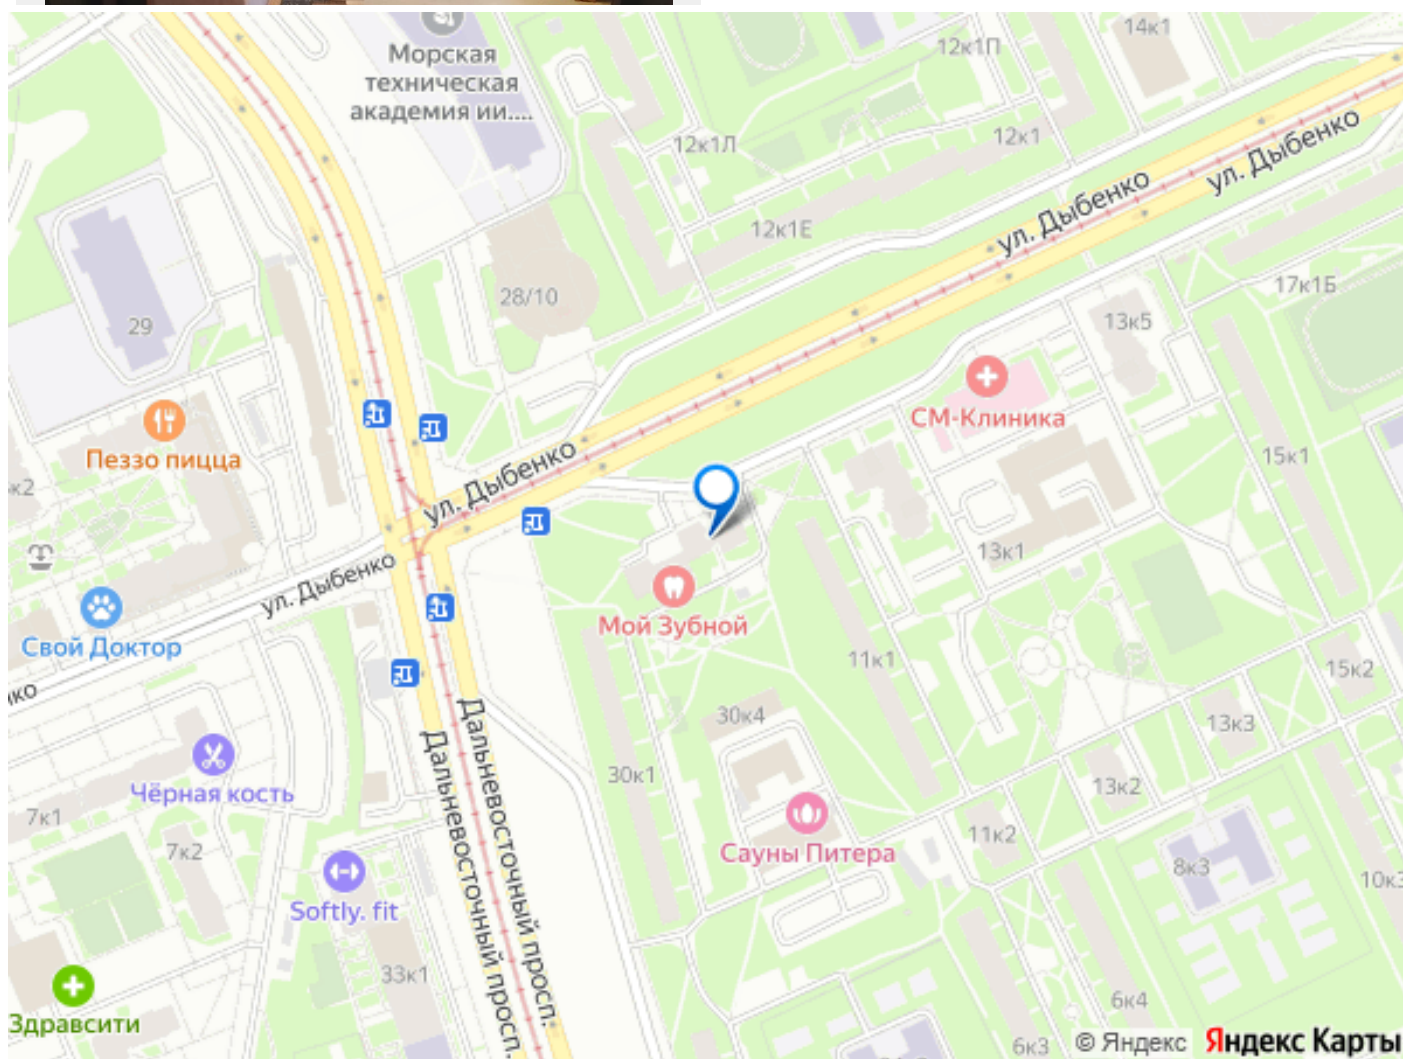 Морская
техническая
академия ии....
12к1П
14к1
12к1Л
12к1
ул. Дыбенко
ул. Дыбенко
12к1Е
28/10
17к1Б
29
13к5
СМ-Клиника
Пеззо пицца
15к1
к2
ул. Дыбенко
13к1
ул. Дыбенко
Свой Доктор
Мой Зубной
11к1
15к2
нко
30к4
13к3
Дальневосточный просп.
Дальневосточный просп.
30к1
13к2
Чёрная кость
7к1
11к2
Сауны Питера
7к2
8к3
10к3
Softly. fit
33к1
6к4
Здравсити
6к3
© Яндекс Яндекс Карты